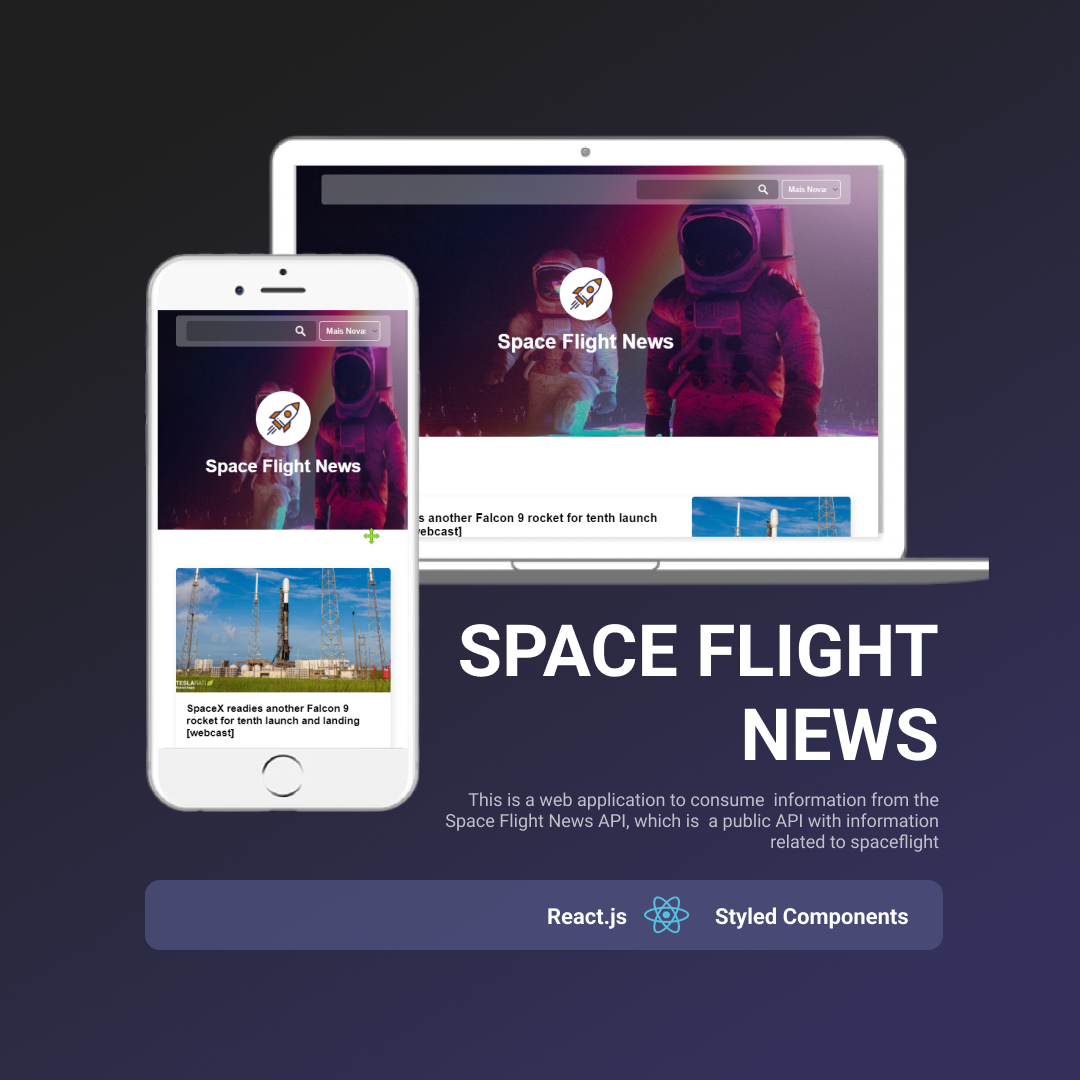 Mais Novas
Space Flight News
s another Falcon 9 rocket for tenth launch
webcast]
Mais Novas
Space Flight News
TESLARATI
SpaceX readies another Falcon 9
rocket for tenth launch and landing
[webcast]
SPACE FLIGHT
NEWS
This is a web application to consume  information from the
Space Flight News API, which is  a public API with information
related to spaceflight
React.js
Styled Components